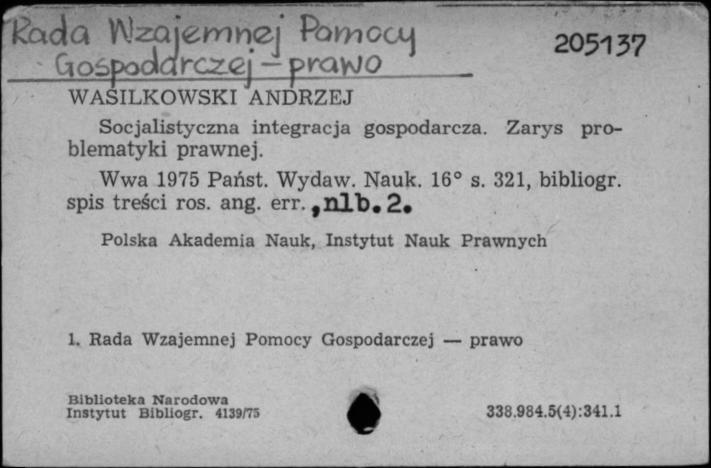 Rada Wzajemnej Pomocy
Gospodarczej – prawo
205137
WASILKOWSKI ANDRZEJ
Socjalistyczna integracja gospodarcza. Zarys pro-
blematyki prawnej.
Wwa 1975 Państ. Wydaw. Nauk. 16° s. 321, bibliogr.
spis treści ros. ang. err. , nlb. 2.
Polska Akademia Nauk, Instytut Nauk Prawnych
1. Rada Wzajemnej Pomocy Gospodarczej — prawo
Biblioteka Narodowa
Instytut Bibliogr. 4139/75
338.984.5(4):341.1